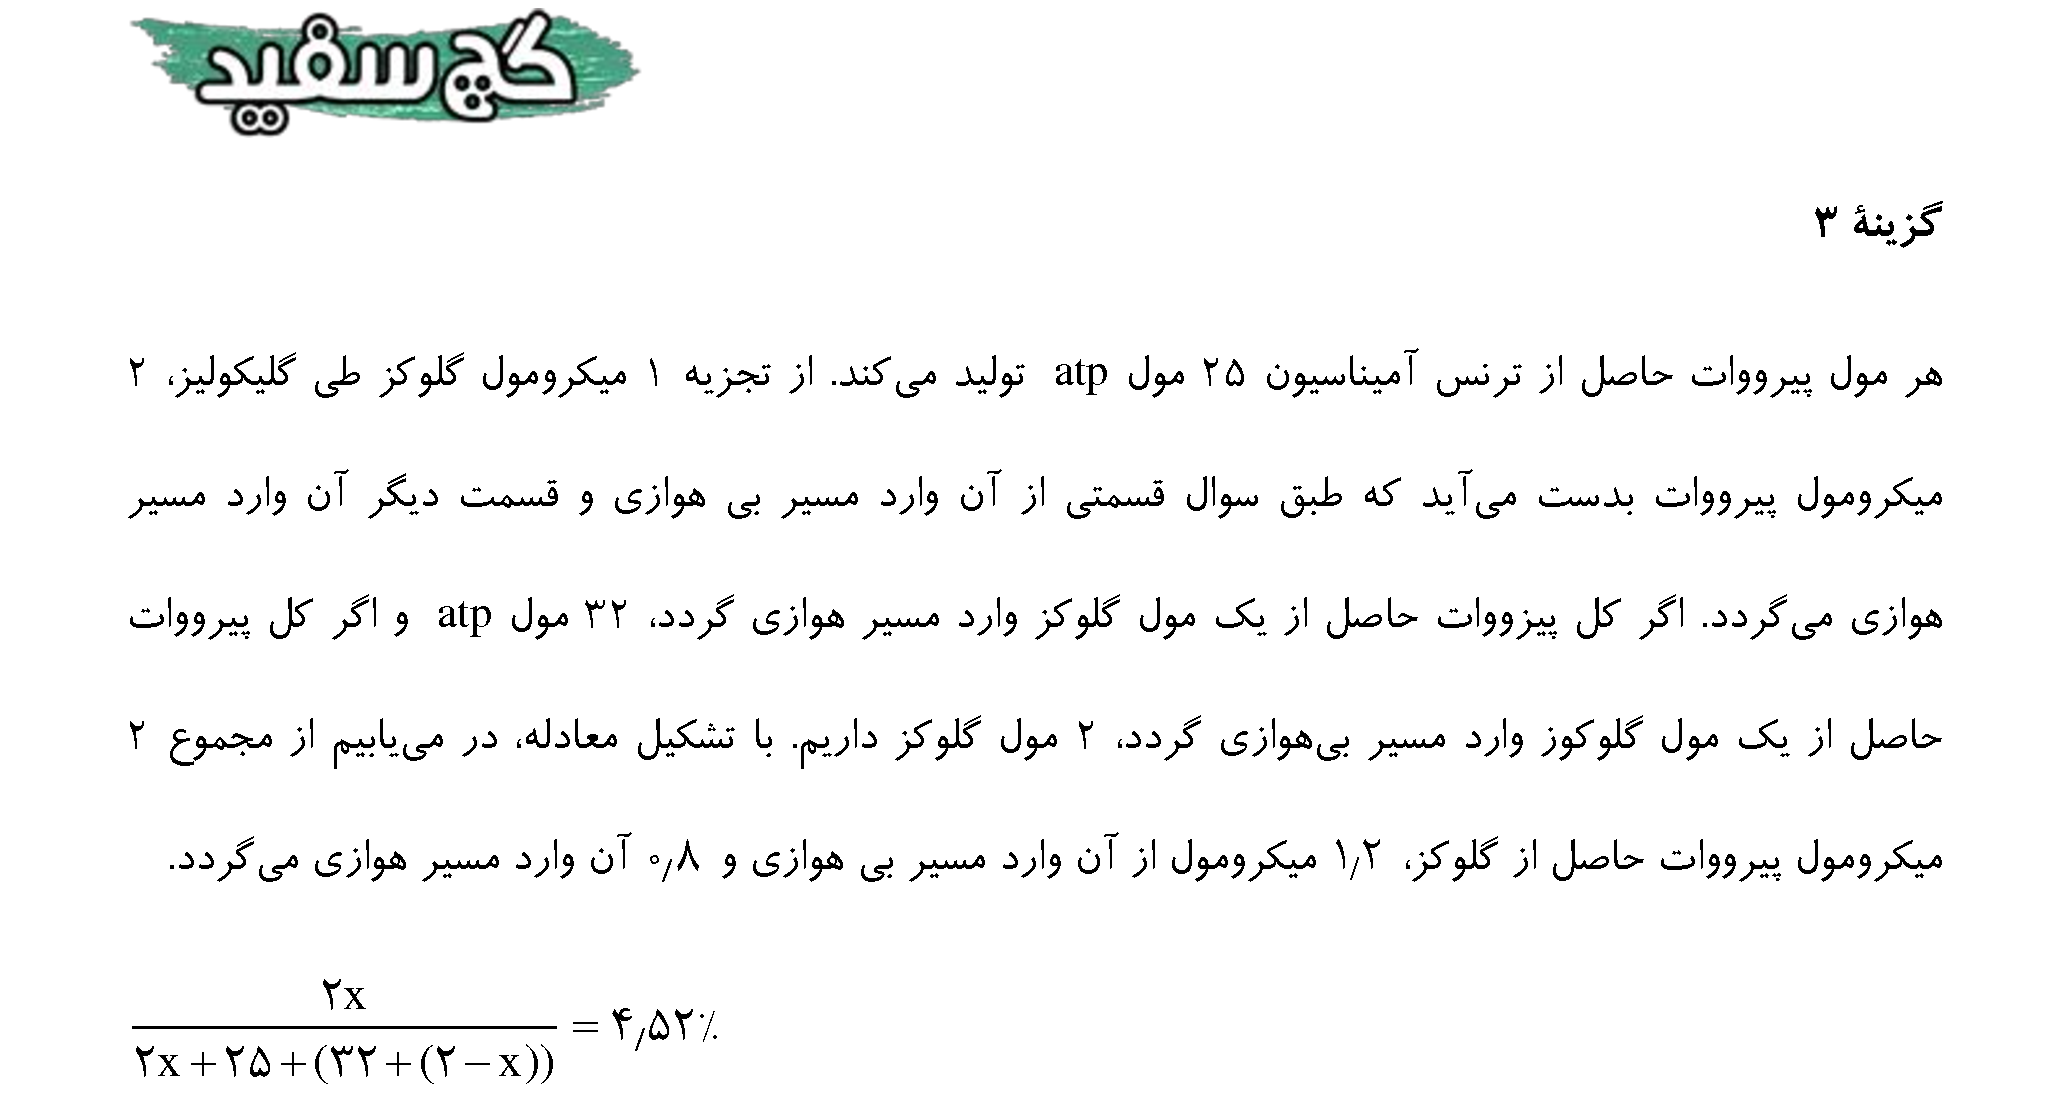 گچ سفید
گزینهٔ ۳
هر مول پیرووات حاصل از ترنس آمیناسیون ۲۵ مول atp تولید می‌کند. از تجزیه ۱ میکرومول گلوکز طی گلیکولیز، ۲
میکرومول پیرووات بدست می‌آید که طبق سوال قسمتی از آن وارد مسیر بی هوازی و قسمت دیگر آن وارد مسیر
هوازی می‌گردد. اگر کل پیزووات حاصل از یک مول گلوکز وارد مسیر هوازی گردد، ۳۲ مول atp و اگر کل پیرووات
حاصل از یک مول گلوکوز وارد مسیر بی‌هوازی گردد، ۲ مول گلوکز داریم. با تشکیل معادله، در می‌یابیم از مجموع ۲
میکرومول پیرووات حاصل از گلوکز، ۱٫۲ میکرومول از آن وارد مسیر بی هوازی و ۰٫۸ آن وارد مسیر هوازی می‌گردد.
۲x
۲x + ۲۵ + (۳۲ + (۲ − x)) = ۴٫۵۲٪